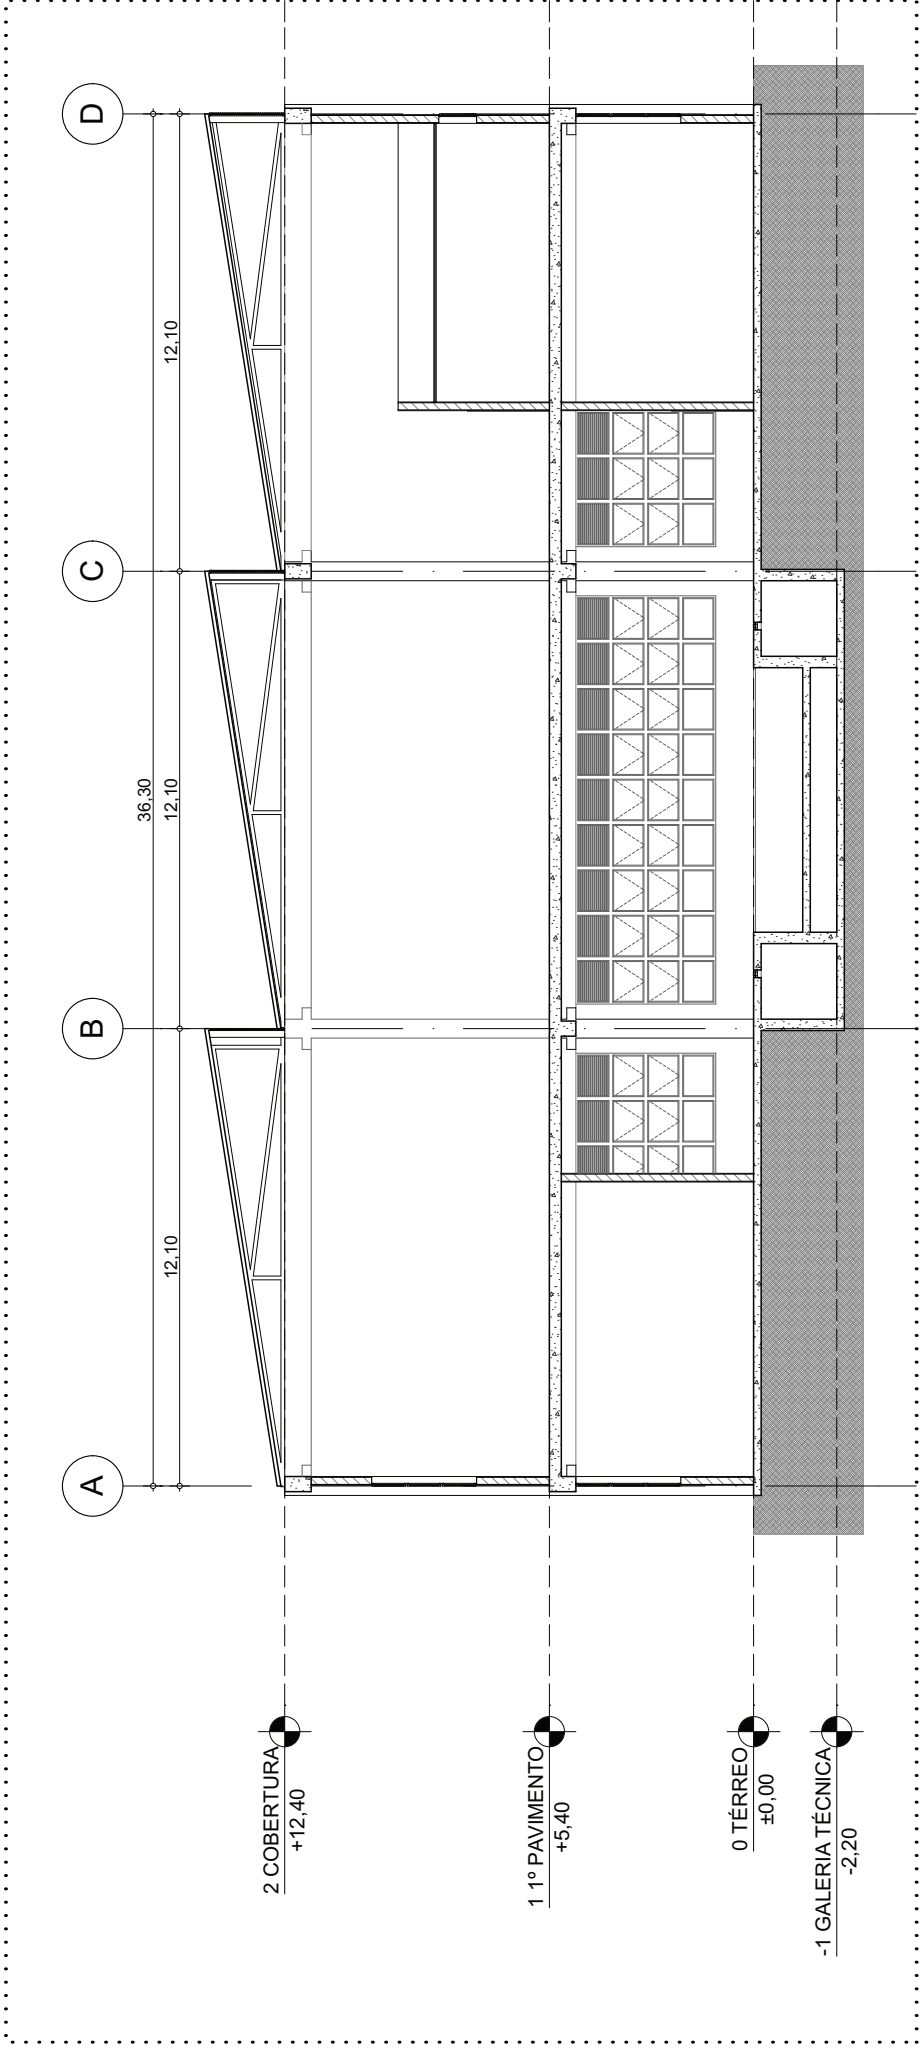 A
B
C
D
36,30
12,10
12,10
12,10
2 COBERTURA
+12,40
1 1º PAVIMENTO
+5,40
0 TÉRREO
±0,00
-1 GALERIA TÉCNICA
-2,20